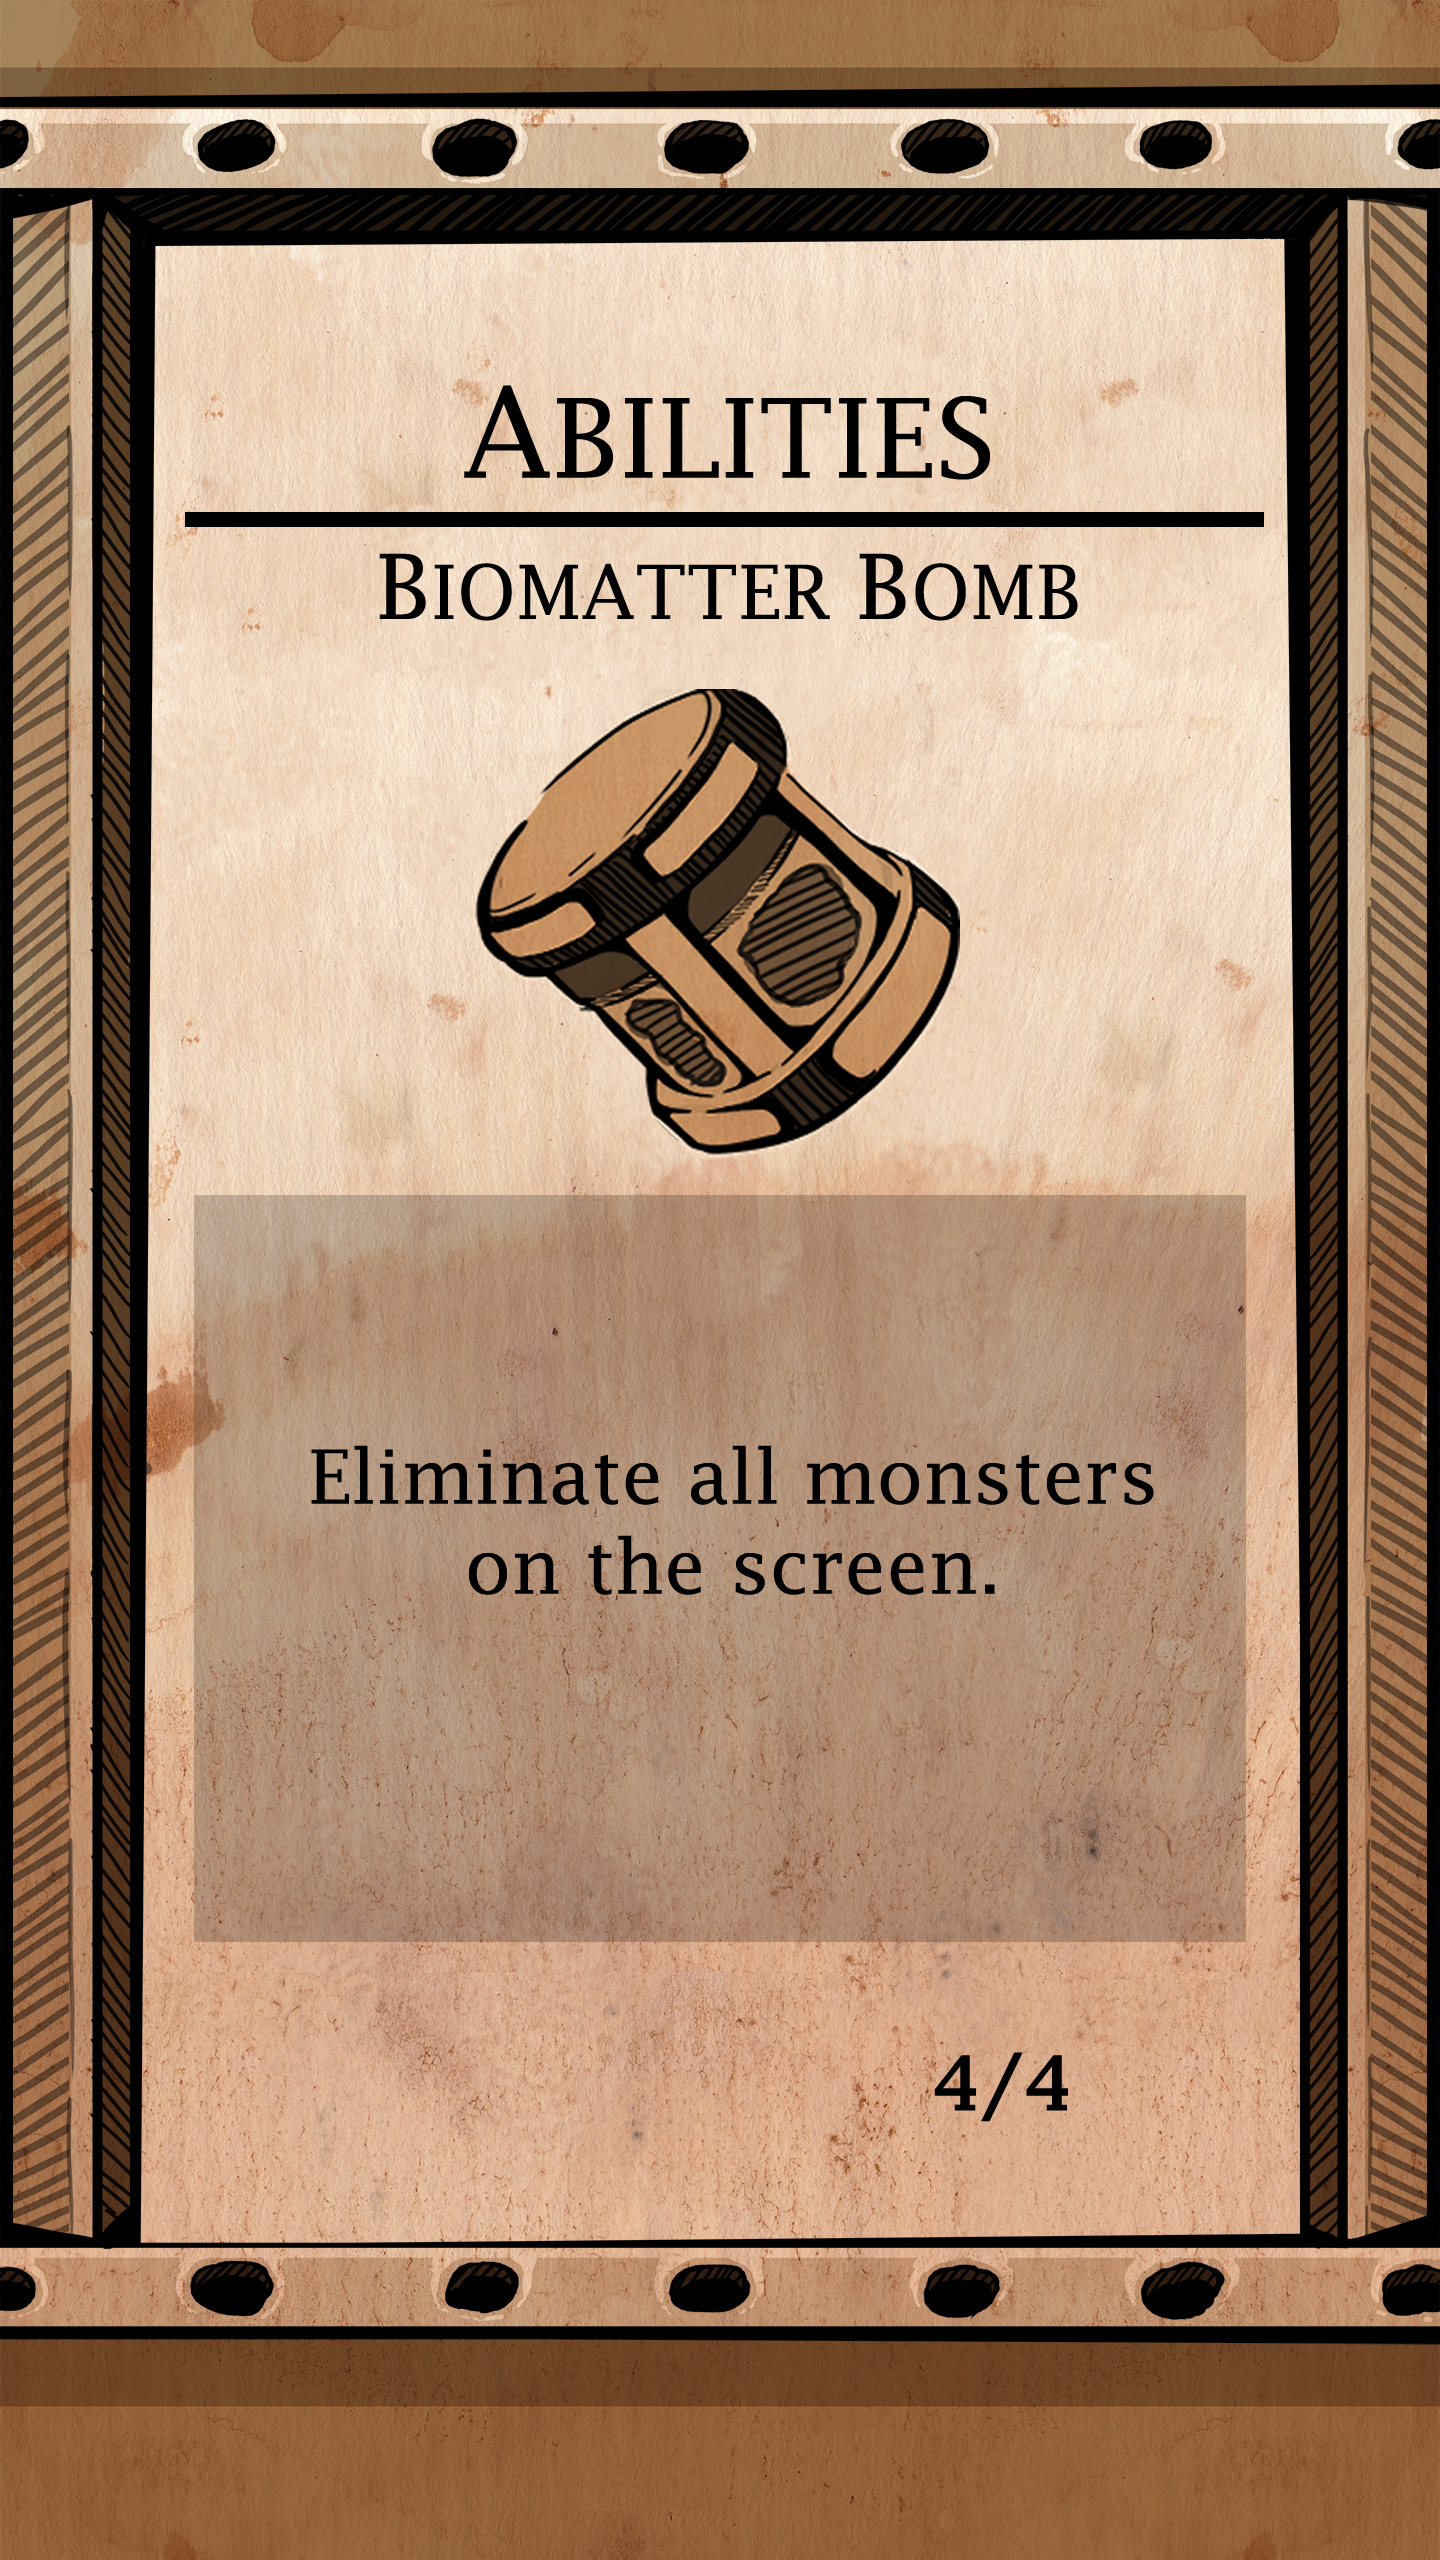 Abilities
Biomatter Bomb
Eliminate all monsters
on the screen.
4/4